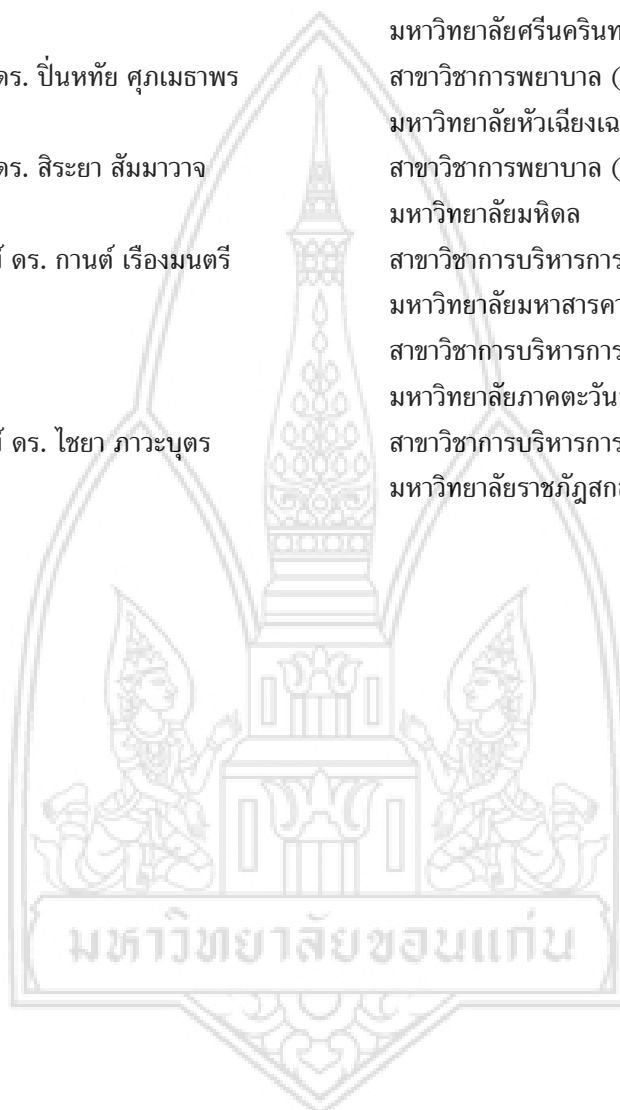 มหาวิทยาลัยศรีนครินท
ดร. ปิ่นหทัย ศุภเมธาพร สาขาวิชาการพยาบาล (
มหาวิทยาลัยหัวเฉียงเฉ
ดร. สิระยา สัมมาวาจ สาขาวิชาการพยาบาล (
มหาวิทยาลัยมหิดล
ดร. กานต์ เรืองมนตรี สาขาวิชาการบริหารการ
มหาวิทยาลัยมหาสารคา
สาขาวิชาการบริหารการ
มหาวิทยาลัยภาคตะวัน
ดร. ไชยา ภาวะบุตร สาขาวิชาการบริหารการ
มหาวิทยาลัยราชภัฏสก
มหาวิทยาลัยขอนแก่น